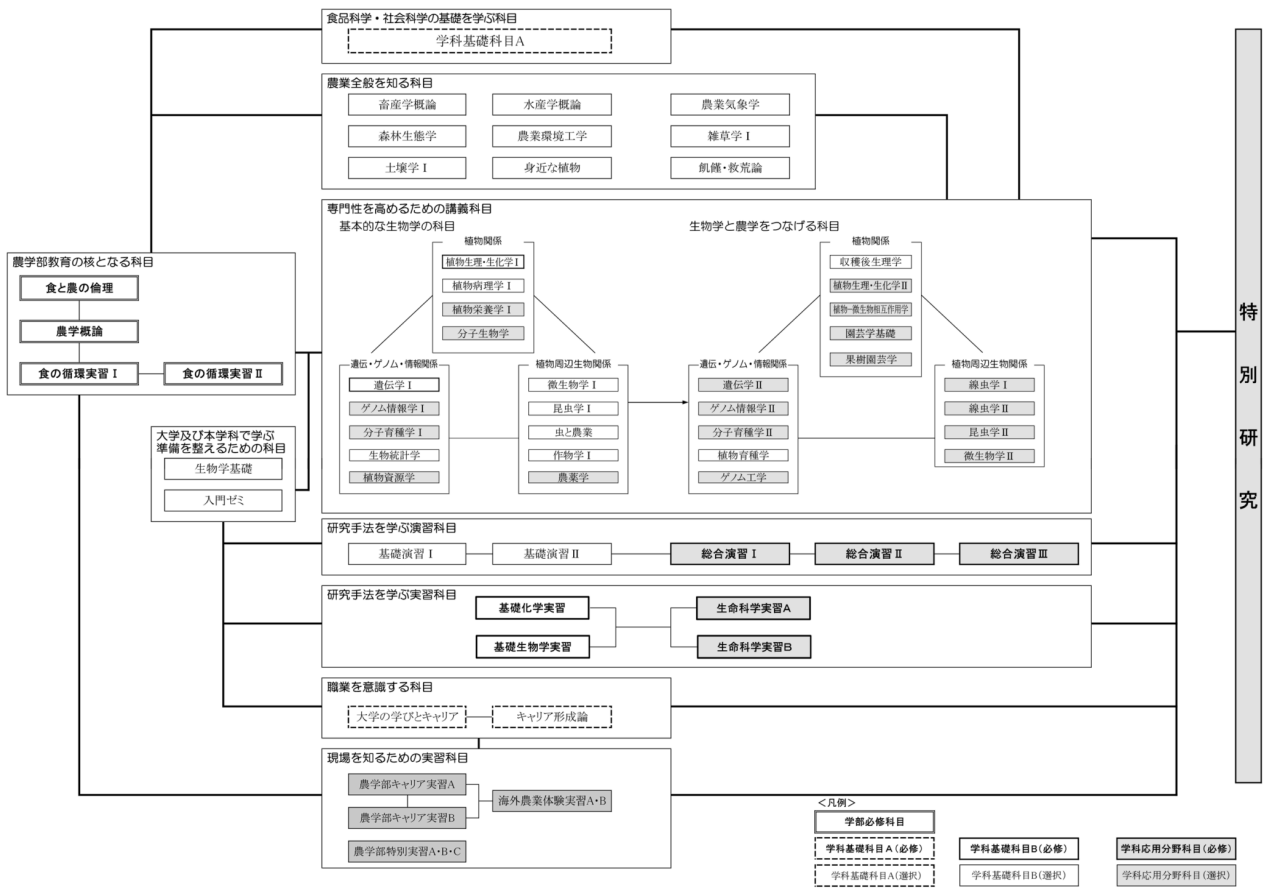 食品科学・社会科学の基礎を学ぶ科目
学科基礎科目A
農業全般を知る科目
畜産学概論
水産学概論
農業気象学
森林生態学
農業環境工学
雑草学Ⅰ
土壌学Ⅰ
身近な植物
飢饉・救荒論
農学部教育の核となる科目
食と農の倫理
農学概論
食の循環実習Ⅰ
食の循環実習Ⅱ
大学及び本学科で学ぶ
準備を整えるための科目
生物学基礎
入門ゼミ
専門性を高めるための講義科目
基本的な生物学の科目
植物関係
植物生理・生化学Ⅰ
植物病理学Ⅰ
植物栄養学Ⅰ
分子生物学
遺伝・ゲノム・情報関係
遺伝学Ⅰ
ゲノム情報学Ⅰ
分子育種学Ⅰ
生物統計学
植物資源学
植物周辺生物関係
微生物学Ⅰ
昆虫学Ⅰ
虫と農業
作物学Ⅰ
農薬学
生物学と農学をつなげる科目
植物関係
収穫後生理学
植物生理・生化学Ⅱ
植物ー微生物相互作用学
園芸学基礎
果樹園芸学
遺伝・ゲノム・情報関係
遺伝学Ⅱ
ゲノム情報学Ⅱ
分子育種学Ⅱ
植物育種学
ゲノム工学
植物周辺生物関係
線虫学Ⅰ
線虫学Ⅱ
昆虫学Ⅱ
微生物学Ⅱ
研究手法を学ぶ演習科目
基礎演習Ⅰ
基礎演習Ⅱ
総合演習Ⅰ
総合演習Ⅱ
総合演習Ⅲ
研究手法を学ぶ実習科目
基礎化学実習
生命科学実習A
基礎生物学実習
生命科学実習B
職業を意識する科目
大学の学びとキャリア
キャリア形成論
現場を知るための実習科目
農学部キャリア実習A
農学部キャリア実習B
海外農業体験実習A・B
農学部特別実習A・B・C
特別研究
＜凡例＞
学部必修科目
学科基礎科目A（必修）
学科基礎科目B（必修）
学科応用分野科目（必修）
学科基礎科目A（選択）
学科基礎科目B（選択）
学科応用分野科目（選択）